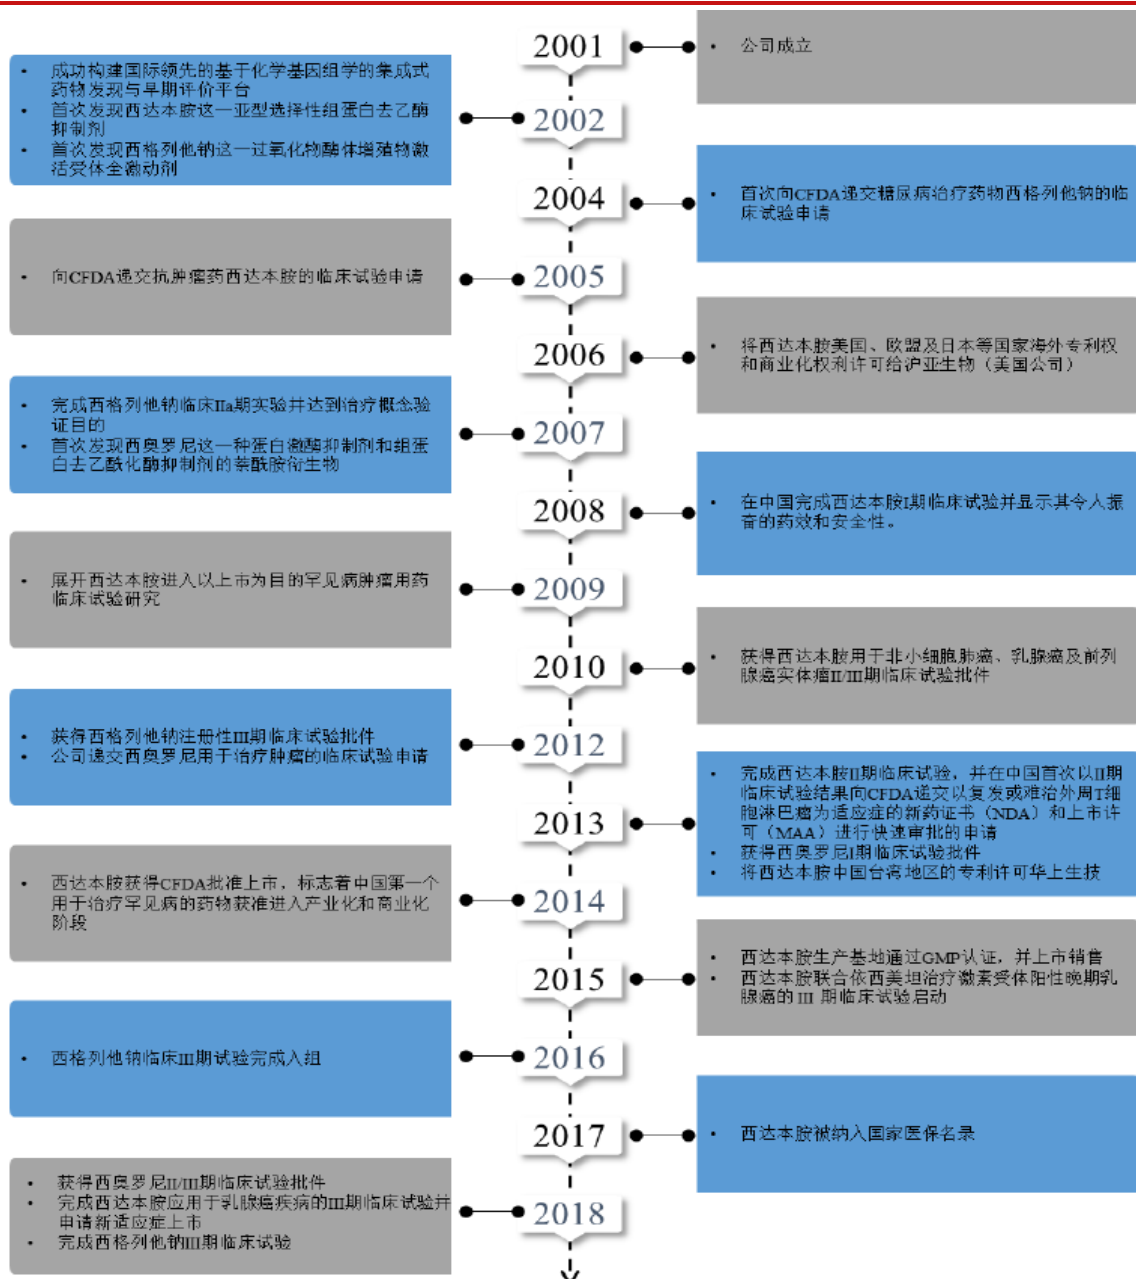 2001
公司成立
成功构建国际领先的基于化学基因组学的集成式
药物发现与早期评价平台
首次发现西达本胺这一亚型选择性组蛋白去乙酶
抑制剂
首次发现西格列他钠这一过氧化物酶体增殖物激
活受体全激动剂
2002
2004
首次向CFDA递交糖尿病治疗药物西格列他钠的临
床试验申请
向CFDA递交抗肿瘤药西达本胺的临床试验申请
2005
2006
将西达本胺美国、欧盟及日本等国家海外专利权
和商业化权利许可给沪亚生物（美国公司）
完成西格列他钠临床IIa期实验并达到治疗概念验
证目的
首次发现西奥罗尼这一种蛋白激酶抑制剂和组蛋
白去乙酰化酶抑制剂的萘酰胺衍生物
2007
2008
在中国完成西达本胺I期临床试验并显示其令人振
奋的药效和安全性。
展开西达本胺进入以上市为目的罕见病肿瘤用药
临床试验研究
2009
2010
获得西达本胺用于非小细胞肺癌、乳腺癌及前列
腺癌实体瘤II/III期临床试验批件
获得西格列他钠注册性III期临床试验批件
公司递交西奥罗尼用于治疗肿瘤的临床试验申请
2012
2013
完成西达本胺II期临床试验，并在中国首次以II期
临床试验结果向CFDA递交以复发或难治外周T细
胞淋巴瘤为适应症的新药证书（NDA）和上市许
可（MAA）进行快速审批的申请
获得西奥罗尼I期临床试验批件
将西达本胺中国台湾地区的专利许可华上生技
西达本胺获得CFDA批准上市，标志着中国第一个
用于治疗罕见病的药物获准进入产业化和商业化
阶段
2014
2015
西达本胺生产基地通过GMP认证，并上市销售
西达本胺联合依西美坦治疗激素受体阳性晚期乳
腺癌的 III 期临床试验启动
西格列他钠临床III期试验完成入组
2016
2017
西达本胺被纳入国家医保名录
获得西奥罗尼II/III期临床试验批件
完成西达本胺应用于乳腺癌疾病的III期临床试验并
申请新适应症上市
完成西格列他钠III期临床试验
2018